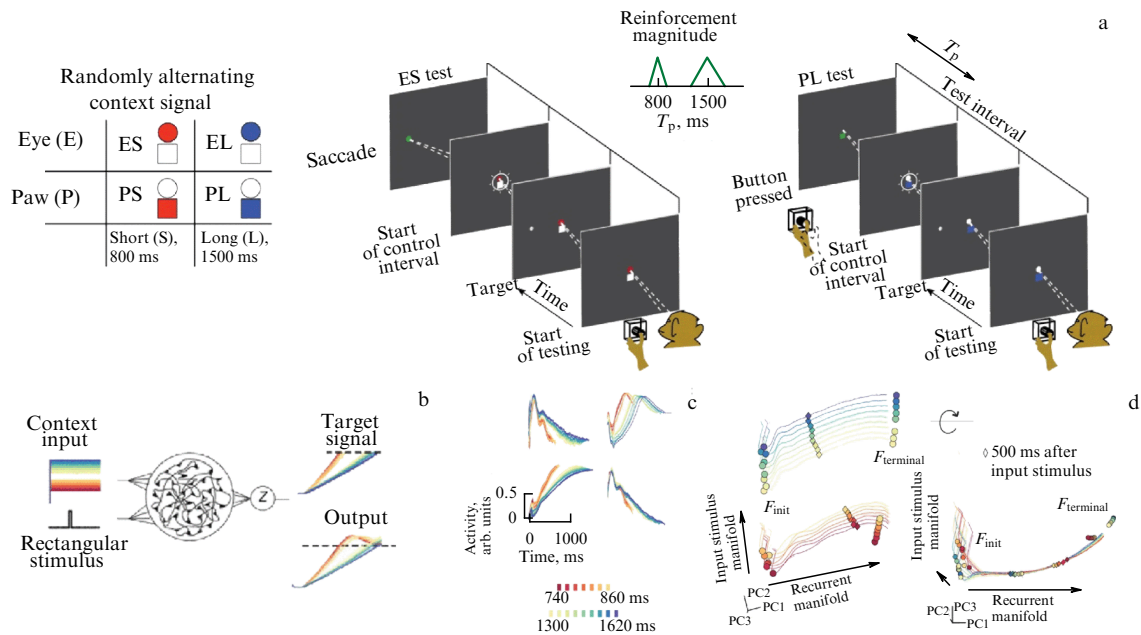 a
Randomly alternating
context signal
Eye (E)
ES
EL
Paw (P)
PS
PL
Short (S),
800 ms
Long (L),
1500 ms
ES test
Saccade
Start
of control
interval
Target
Time
Start
of testing
Reinforcement
magnitude
800
1500
Tp, ms
PL test
Tp
Test interval
Button
pressed
Start
of control
interval
Target
Time
Start
of testing
b
Context
input
Rectangular
stimulus
Z
Target
signal
Output
c
Activity,
arb. units
0.5
0
0
1000
Time, ms
740
860 ms
1300
1620 ms
d
Finit
Fterminal
Input stimulus
manifold
Recurrent
manifold
PC2
PC1
PC3
◊ 500 ms after
input stimulus
Finit
Fterminal
Input stimulus
manifold
Recurrent
manifold
PC2
PC3
PC1